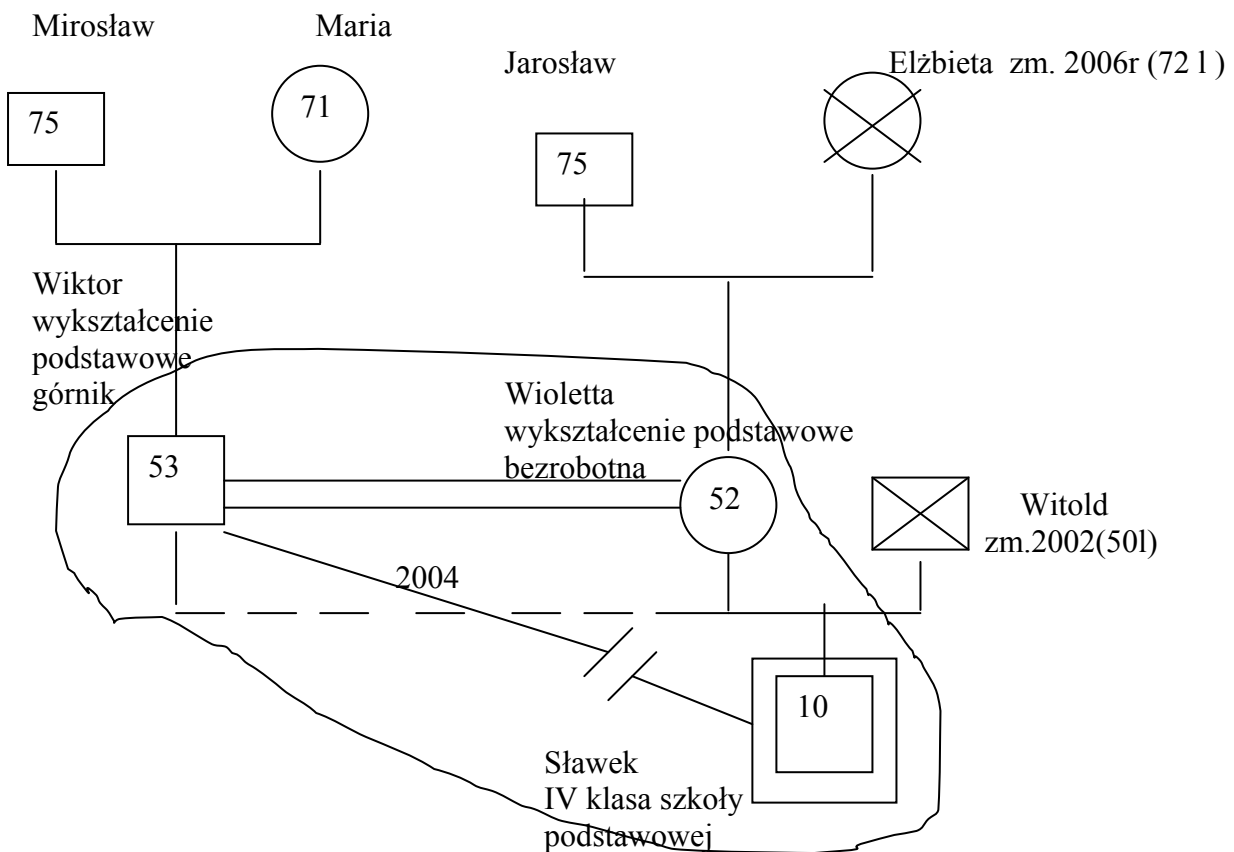 Mirosław
Maria
Jarosław
Elżbieta zm. 2006r (72 l )
75
71
75
Wiktor
wykształcenie
podstawowe
górnik
Wioletta
wykształcenie podstawowe
bezrobotna
53
52
Witold
zm.2002(50l)
2004
10
Sławek
IV klasa szkoły
podstawowej